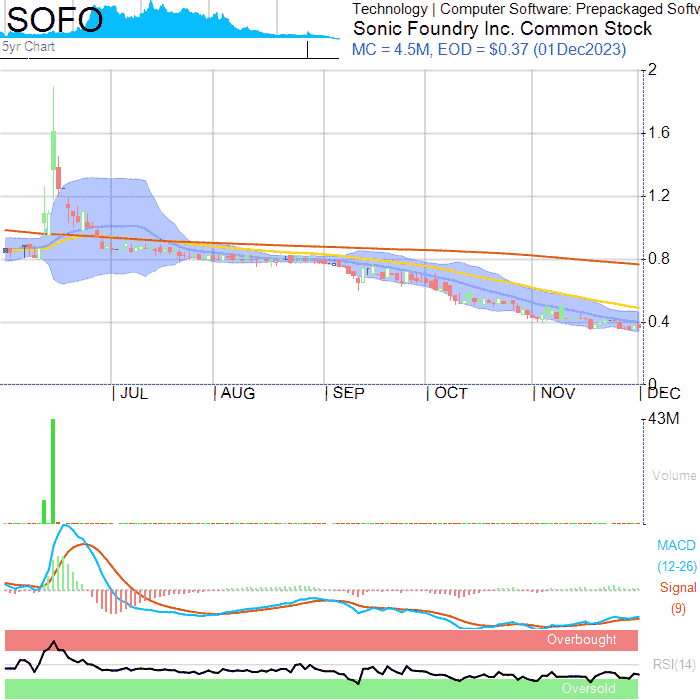 SOFO
Technology | Computer Software: Prepackaged Softw
Sonic Foundry Inc. Common Stock
5yr Chart
MC = 4.5M, EOD = $0.37 (01Dec2023)
2
1.6
1.2
0.8
0.4
0
JUL AUG SEP OCT NOV DEC
43M
Volume
MACD
(12-26)
Signal
(9)
Overbought
RSI(14)
Oversold